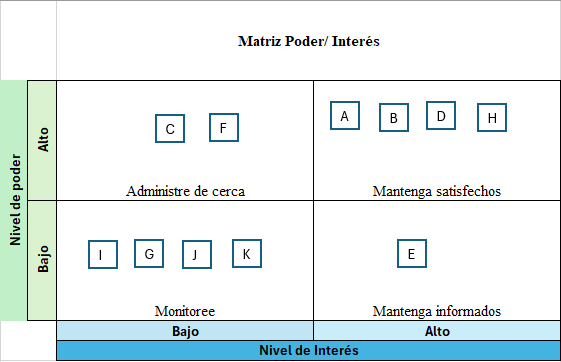 Matriz Poder/ Interés
Nivel de poder
Alto
C F
Administre de cerca
A B D H
Mantenga satisfechos
Bajo
I G J K
Monitoree
E
Mantenga informados
Bajo Alto
Nivel de Interés